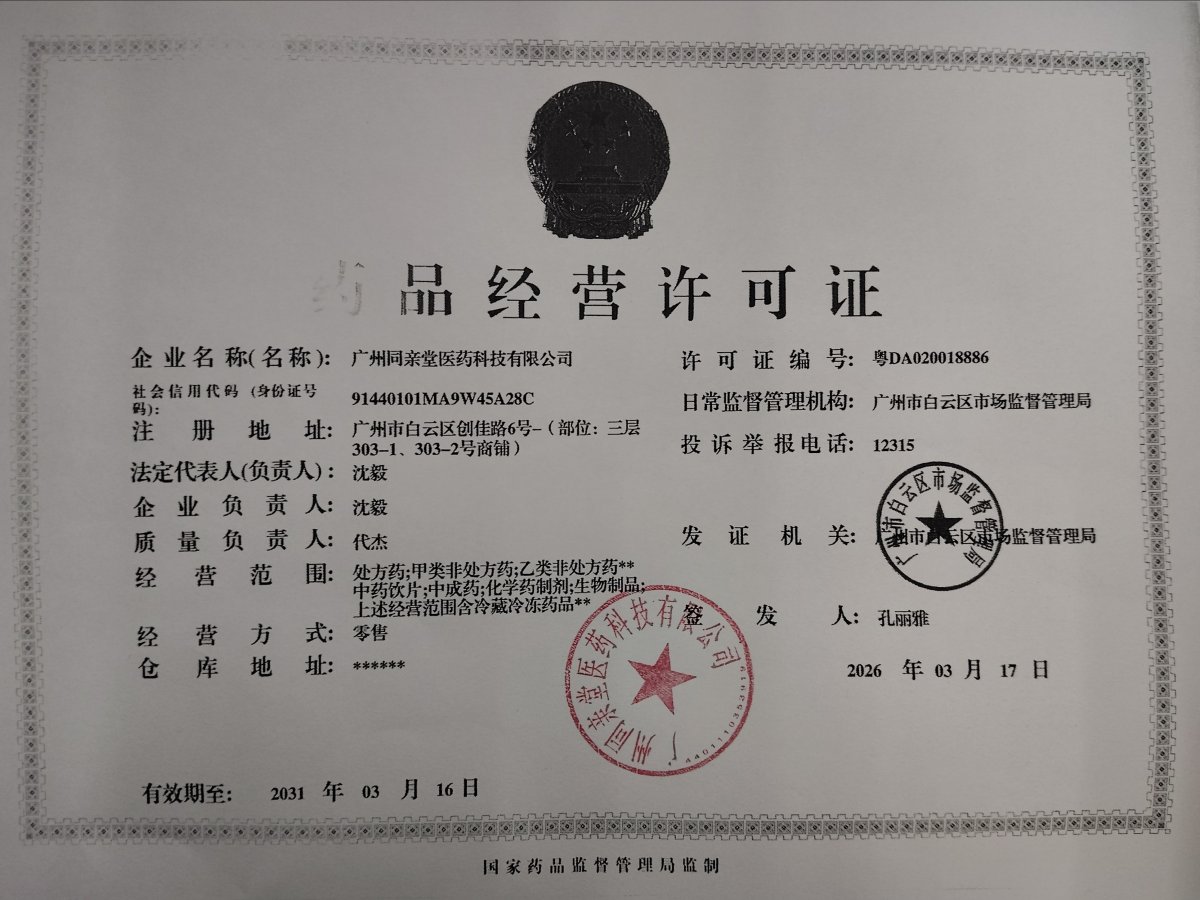 药品经营许可证
企业名称(名称): 广州同亲堂医药科技有限公司
社会信用代码 (身份证号
码): 91440101MA9W45A28C
注册地址: 广州市白云区创佳路6号-(部位: 三层
303-1、303-2号商铺)
法定代表人(负责人): 沈毅
企业负责人: 沈毅
质量负责人: 代杰
经营范围: 处方药;甲类非处方药;乙类非处方药**
中药饮片;中成药;化学药制剂;生物制品;
上述经营范围含冷藏冷冻药品**
经营方式: 零售
仓库地址: ******
许可证编号: 粤DA020018886
日常监督管理机构: 广州市白云区市场监督管理局
投诉举报电话: 12315
发证机关: 广州市白云区市场监督管理局
广州市白云区市场监督管理局
签发人: 孔丽雅
2026 年 03 月 17 日
广州同亲堂医药科技有限公司
有效期至: 2031 年 03 月 16 日
国家药品监督管理局监制